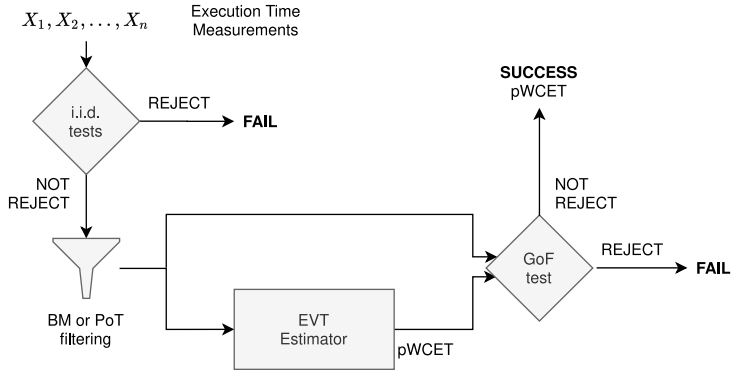 X₁, X₂, . . . , Xₙ
Execution Time
Measurements
i.i.d.
tests
REJECT
FAIL
NOT
REJECT
BM or PoT
filtering
EVT
Estimator
pWCET
SUCCESS
pWCET
NOT
REJECT
GoF
test
REJECT
FAIL